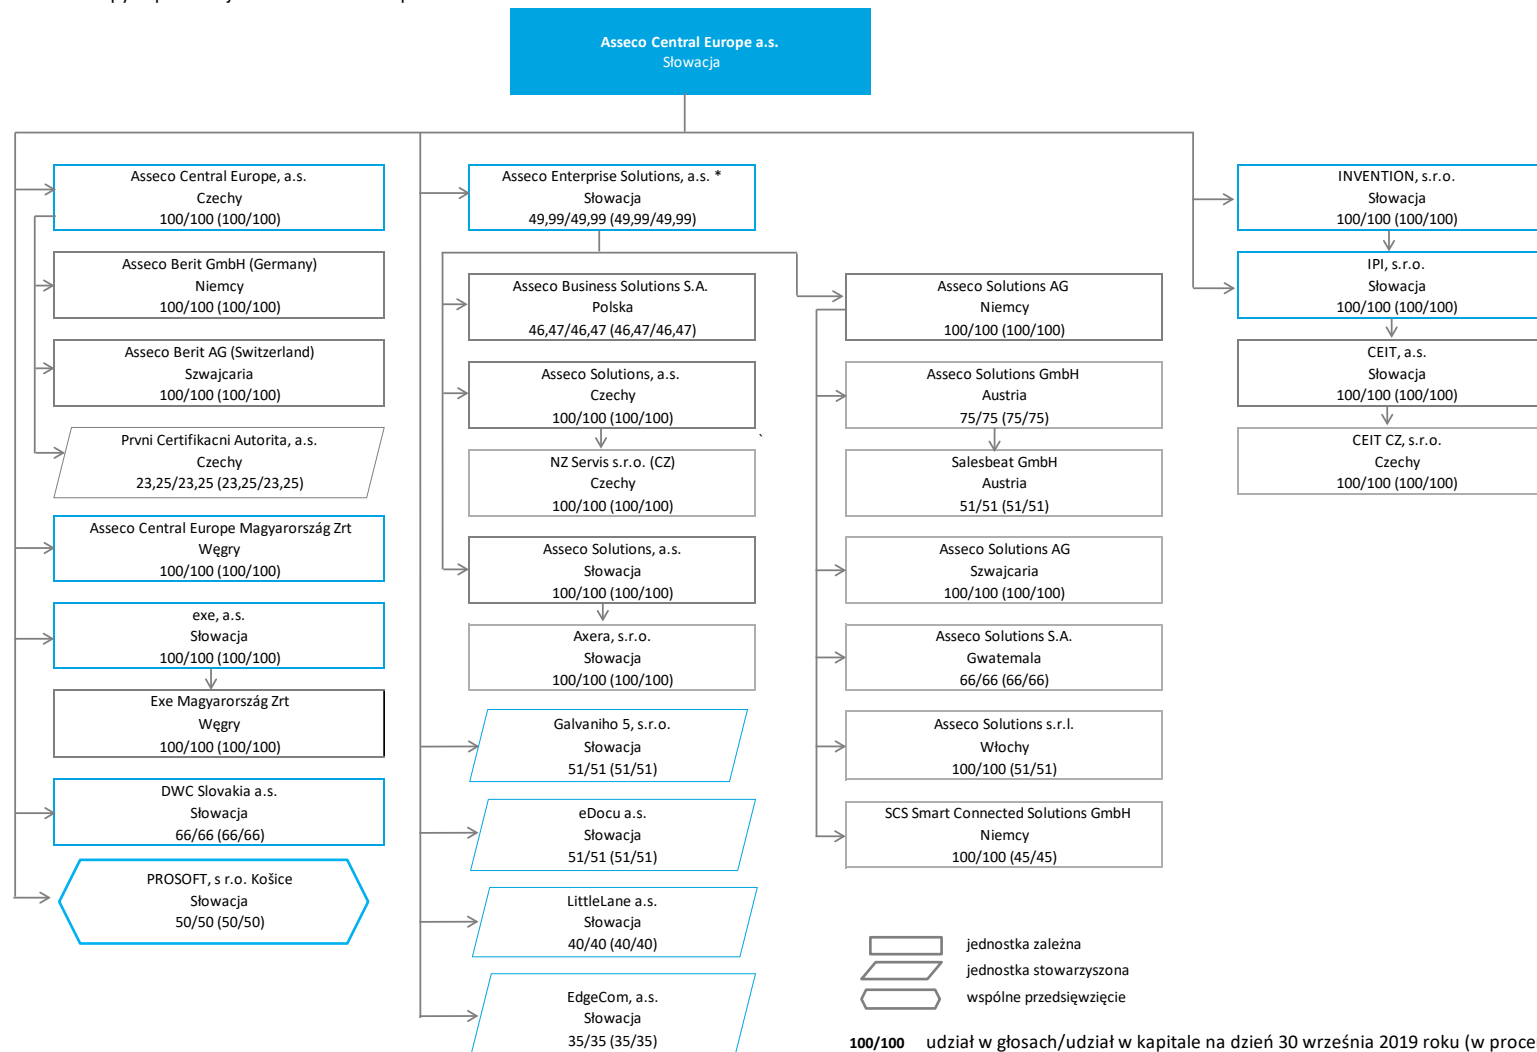 Asseco Central Europe a.s.
Słowacja
Asseco Central Europe, a.s.
Czechy
100/100 (100/100)
Asseco Berit GmbH (Germany)
Niemcy
100/100 (100/100)
Asseco Berit AG (Switzerland)
Szwajcaria
100/100 (100/100)
Prvni Certifikacni Autorita, a.s.
Czechy
23,25/23,25 (23,25/23,25)
Asseco Central Europe Magyarország Zrt
Węgry
100/100 (100/100)
exe, a.s.
Słowacja
100/100 (100/100)
Exe Magyarország Zrt
Węgry
100/100 (100/100)
DWC Slovakia a.s.
Słowacja
66/66 (66/66)
PROSOFT, s r.o. Košice
Słowacja
50/50 (50/50)
Asseco Enterprise Solutions, a.s. *
Słowacja
49,99/49,99 (49,99/49,99)
Asseco Business Solutions S.A.
Polska
46,47/46,47 (46,47/46,47)
Asseco Solutions, a.s.
Czechy
100/100 (100/100)
NZ Servis s.r.o. (CZ)
Czechy
100/100 (100/100)
Asseco Solutions, a.s.
Słowacja
100/100 (100/100)
Axera, s.r.o.
Słowacja
100/100 (100/100)
Galvaniho 5, s.r.o.
Słowacja
51/51 (51/51)
eDocu a.s.
Słowacja
51/51 (51/51)
LittleLane a.s.
Słowacja
40/40 (40/40)
EdgeCom, a.s.
Słowacja
35/35 (35/35)
Asseco Solutions AG
Niemcy
100/100 (100/100)
Asseco Solutions GmbH
Austria
75/75 (75/75)
Salesbeat GmbH
Austria
51/51 (51/51)
Asseco Solutions AG
Szwajcaria
100/100 (100/100)
Asseco Solutions S.A.
Gwatemala
66/66 (66/66)
Asseco Solutions s.r.l.
Włochy
100/100 (51/51)
SCS Smart Connected Solutions GmbH
Niemcy
100/100 (45/45)
INVENTION, s.r.o.
Słowacja
100/100 (100/100)
IPI, s.r.o.
Słowacja
100/100 (100/100)
CEIT, a.s.
Słowacja
100/100 (100/100)
CEIT CZ, s.r.o.
Czechy
100/100 (100/100)
jednostka zależna
jednostka stowarzyszona
wspólne przedsięwzięcie
100/100 udział w głosach/udział w kapitale na dzień 30 września 2019 roku (w proce